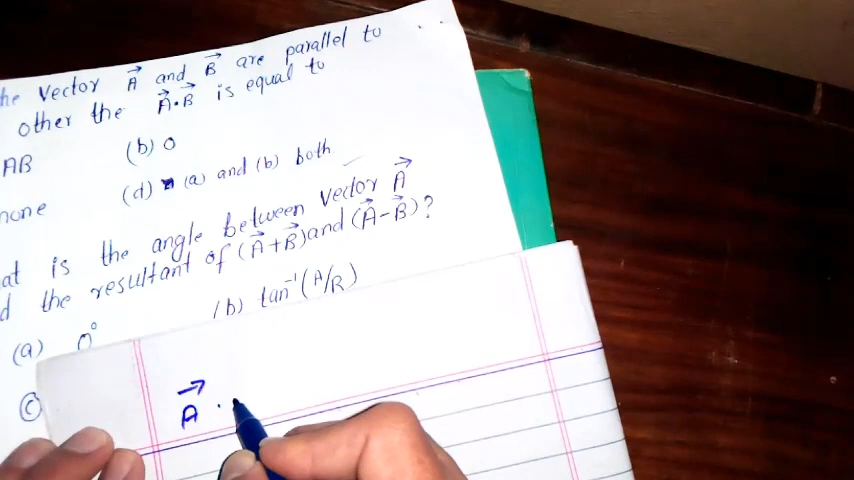 he Vector A⃗ and B⃗ are parallel to ...
other the A⃗·B⃗ is equal to
AB (b) 0
none (d) (a) and (b) both
at is the angle between vector A⃗
d the resultant of (A⃗+B⃗) and (A⃗-B⃗)?
(a) 0° (b) tan⁻¹(A/B)
(c)
A⃗ ·